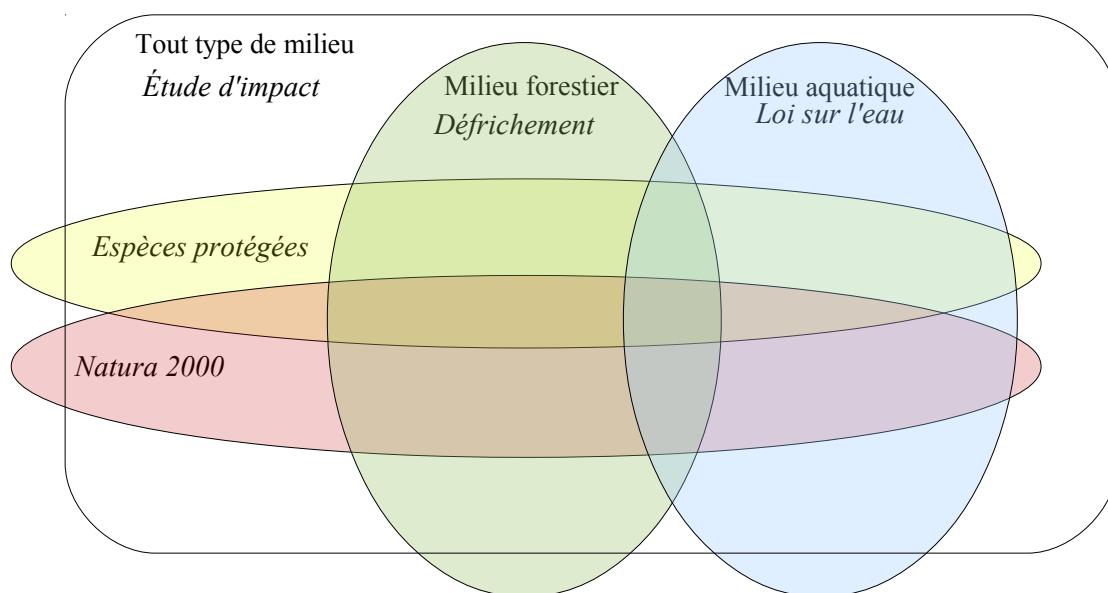 Tout type de milieu
Étude d'impact
Milieu forestier
Défrichement
Milieu aquatique
Loi sur l'eau
Espèces protégées
Natura 2000